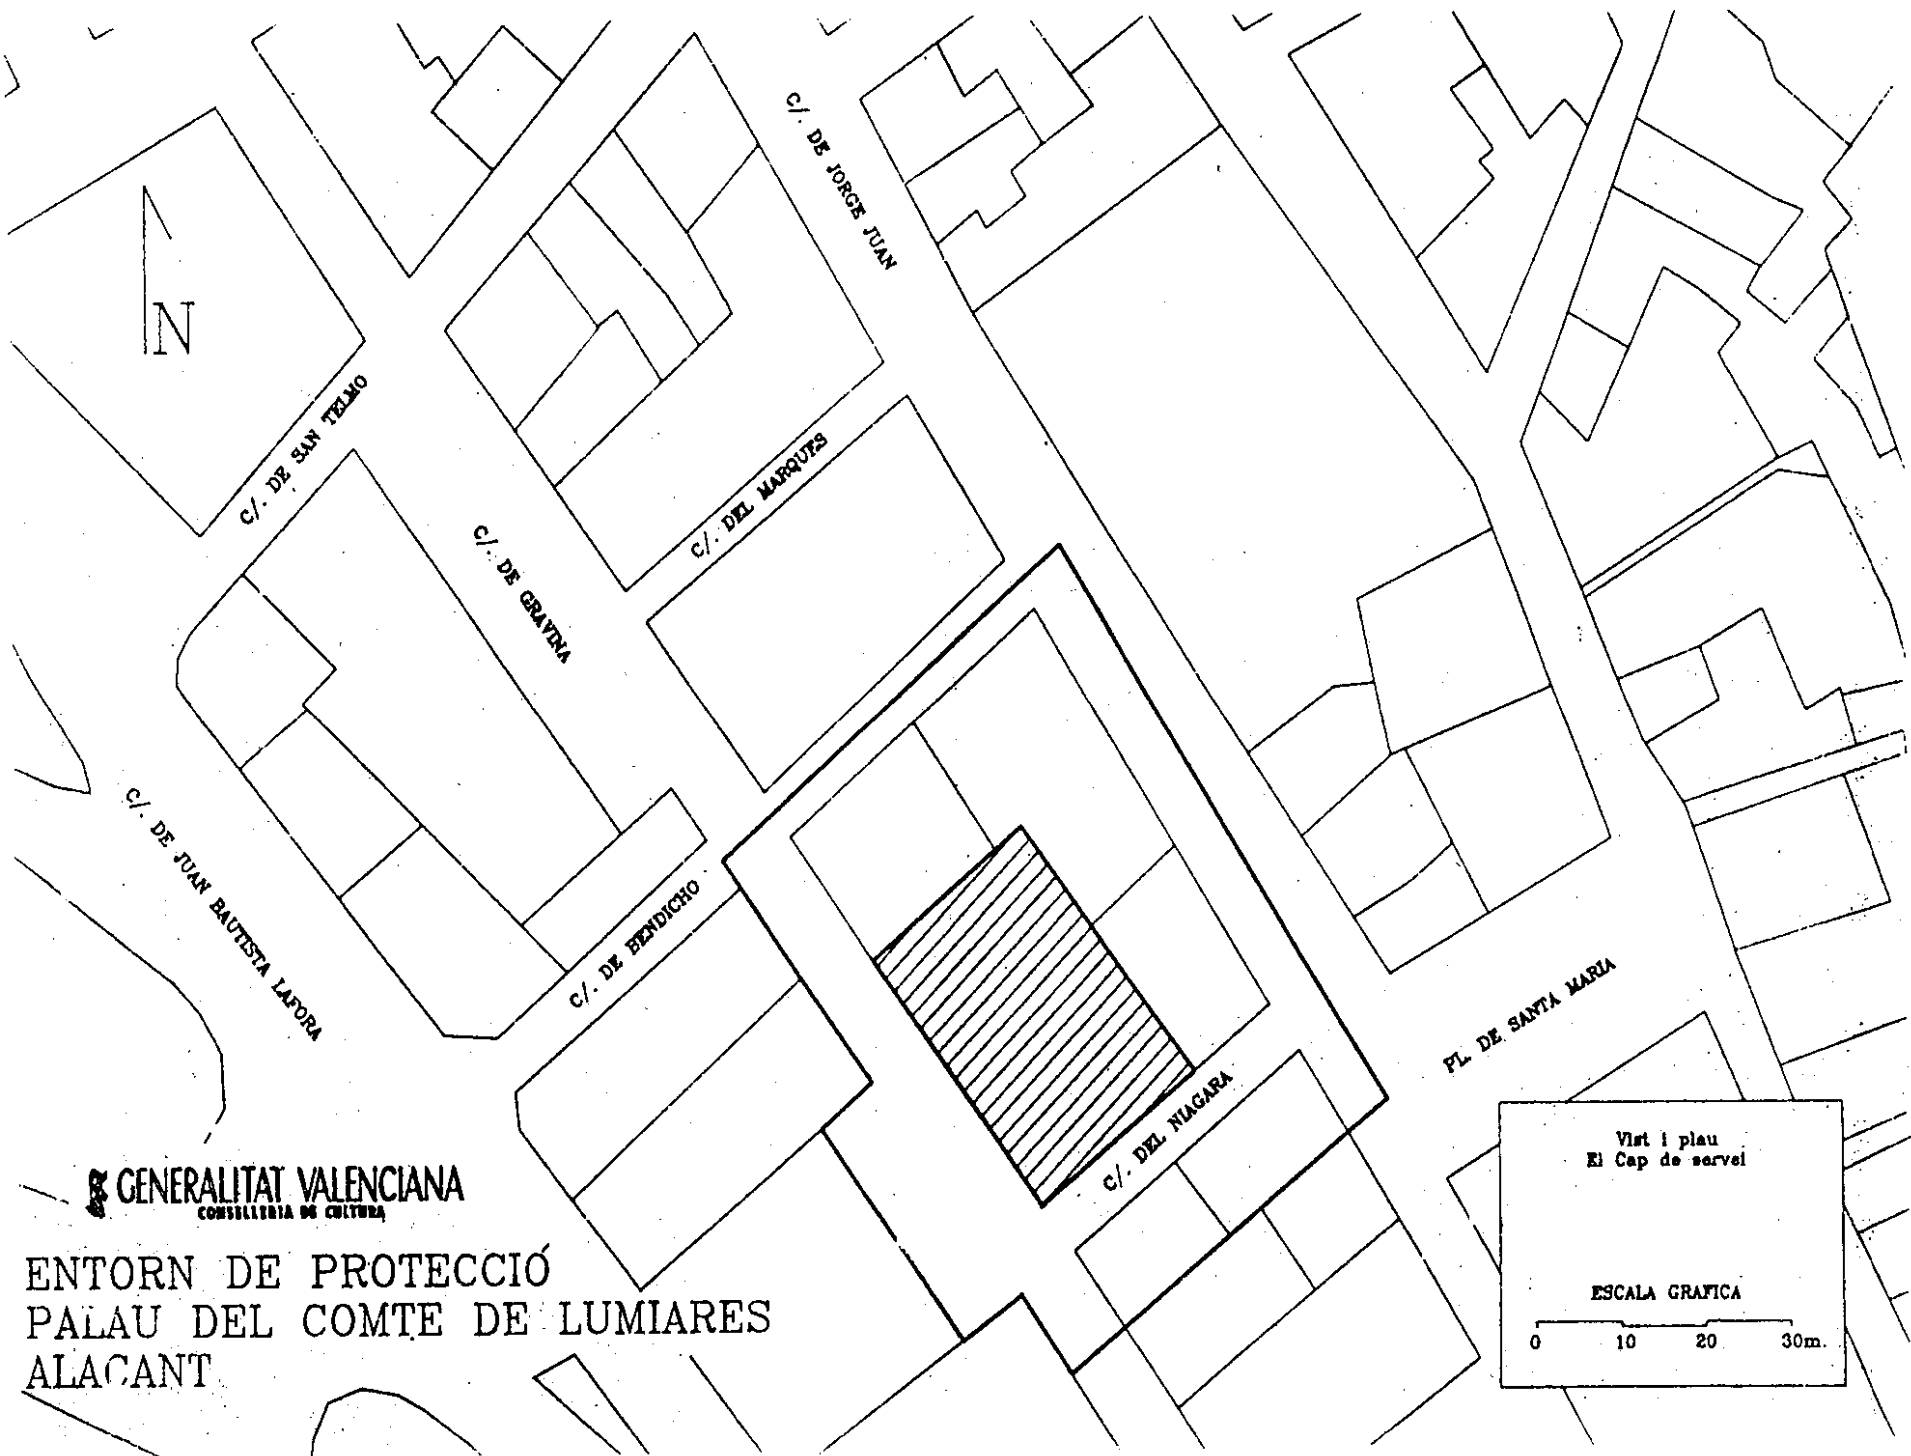 C/. DE JORGE JUAN
N
C/. DE SAN TELMO
C/. DEL MARQUES
C/. DE GRAVINA
C/. DE JUAN BAUTISTA LAFORA
C/. DE BENDICHO
PL. DE SANTA MARIA
C/. DEL NIAGARA
GENERALITAT VALENCIANA
CONSELLERIA DE CULTURA
ENTORN DE PROTECCIÓ
PALAU DEL COMTE DE LUMIARES
ALACANT
Vist i plau
El Cap de servei
ESCALA GRAFICA
0 10 20 30m.